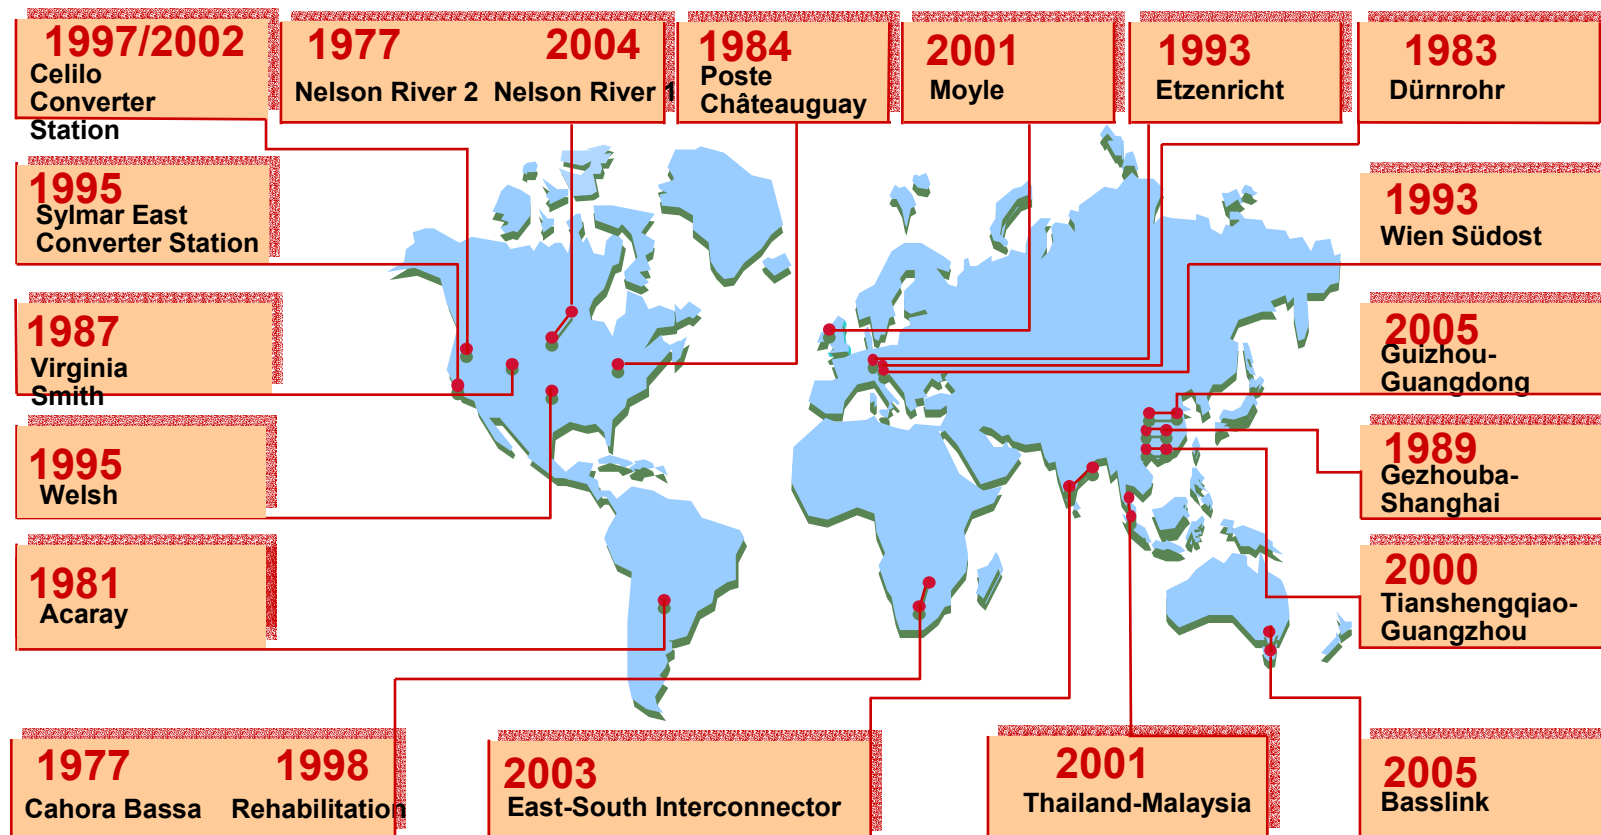 1997/2002
Celilo
Converter
Station
1977 2004
Nelson River 2 Nelson River 1
1984
Poste
Châteauguay
2001
Moyle
1993
Etzenricht
1983
Dürnrohr
1995
Sylmar East
Converter Station
1993
Wien Südost
1987
Virginia
Smith
2005
Guizhou-
Guangdong
1995
Welsh
1989
Gezhouba-
Shanghai
1981
Acaray
2000
Tianshengqiao-
Guangzhou
1977 1998
Cahora Bassa Rehabilitation
2003
East-South Interconnector
2001
Thailand-Malaysia
2005
Basslink